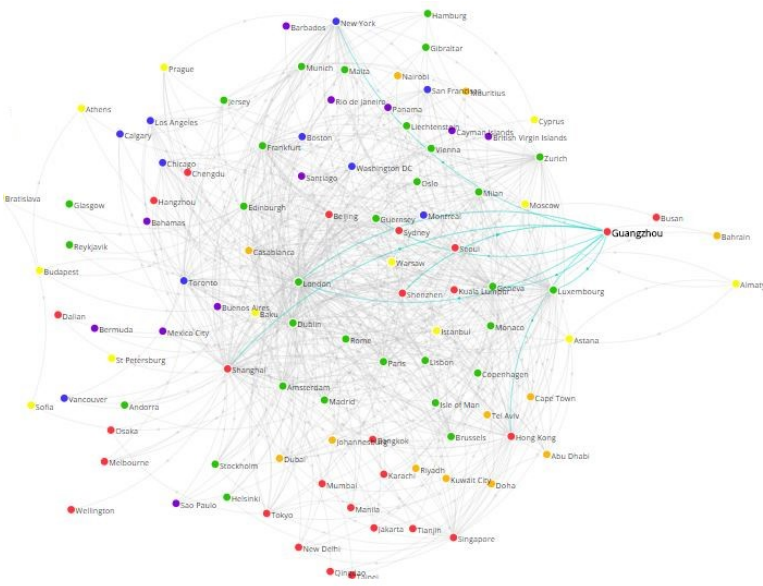 Hamburg
New York
Barbados
Gibraltar
Prague
Munich
Malta
Nairobi
San Francisco
Mauritius
Jersey
Rio de Janeiro
Panama
Athens
Los Angeles
Cyprus
Calgary
Boston
Liechtenstein
Cayman Islands
British Virgin Islands
Frankfurt
Vienna
Zurich
Chicago
Chengdu
Washington DC
Santiago
Oslo
Milan
Bratislava
Glasgow
Hangzhou
Edinburgh
Moscow
Bahamas
Beijing
Guernsey
Montreal
Busan
Sydney
Guangzhou
Bahrain
Reykjavik
Casablanca
Seoul
Warsaw
Budapest
Toronto
London
Almaty
Shenzhen
Kuala Lumpur
Geneva
Luxembourg
Buenos Aires
Baku
Dalian
Dublin
Bermuda
Mexico City
Istanbul
Monaco
Rome
Astana
St Petersburg
Shanghai
Paris
Lisbon
Copenhagen
Amsterdam
Vancouver
Sofia
Andorra
Madrid
Isle of Man
Cape Town
Tel Aviv
Osaka
Johannesburg
Bangkok
Brussels
Hong Kong
Melbourne
Stockholm
Dubai
Abu Dhabi
Karachi
Riyadh
Kuwait City
Doha
Mumbai
Helsinki
Sao Paulo
Wellington
Tokyo
Manila
Jakarta
Tianjin
Singapore
New Delhi
Qingdao
Taipei